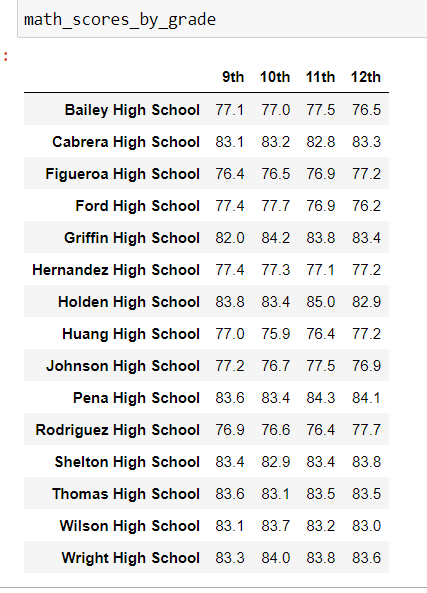 math_scores_by_grade
:
9th 10th 11th 12th
Bailey High School 77.1 77.0 77.5 76.5
Cabrera High School 83.1 83.2 82.8 83.3
Figueroa High School 76.4 76.5 76.9 77.2
Ford High School 77.4 77.7 76.9 76.2
Griffin High School 82.0 84.2 83.8 83.4
Hernandez High School 77.4 77.3 77.1 77.2
Holden High School 83.8 83.4 85.0 82.9
Huang High School 77.0 75.9 76.4 77.2
Johnson High School 77.2 76.7 77.5 76.9
Pena High School 83.6 83.4 84.3 84.1
Rodriguez High School 76.9 76.6 76.4 77.7
Shelton High School 83.4 82.9 83.4 83.8
Thomas High School 83.6 83.1 83.5 83.5
Wilson High School 83.1 83.7 83.2 83.0
Wright High School 83.3 84.0 83.8 83.6